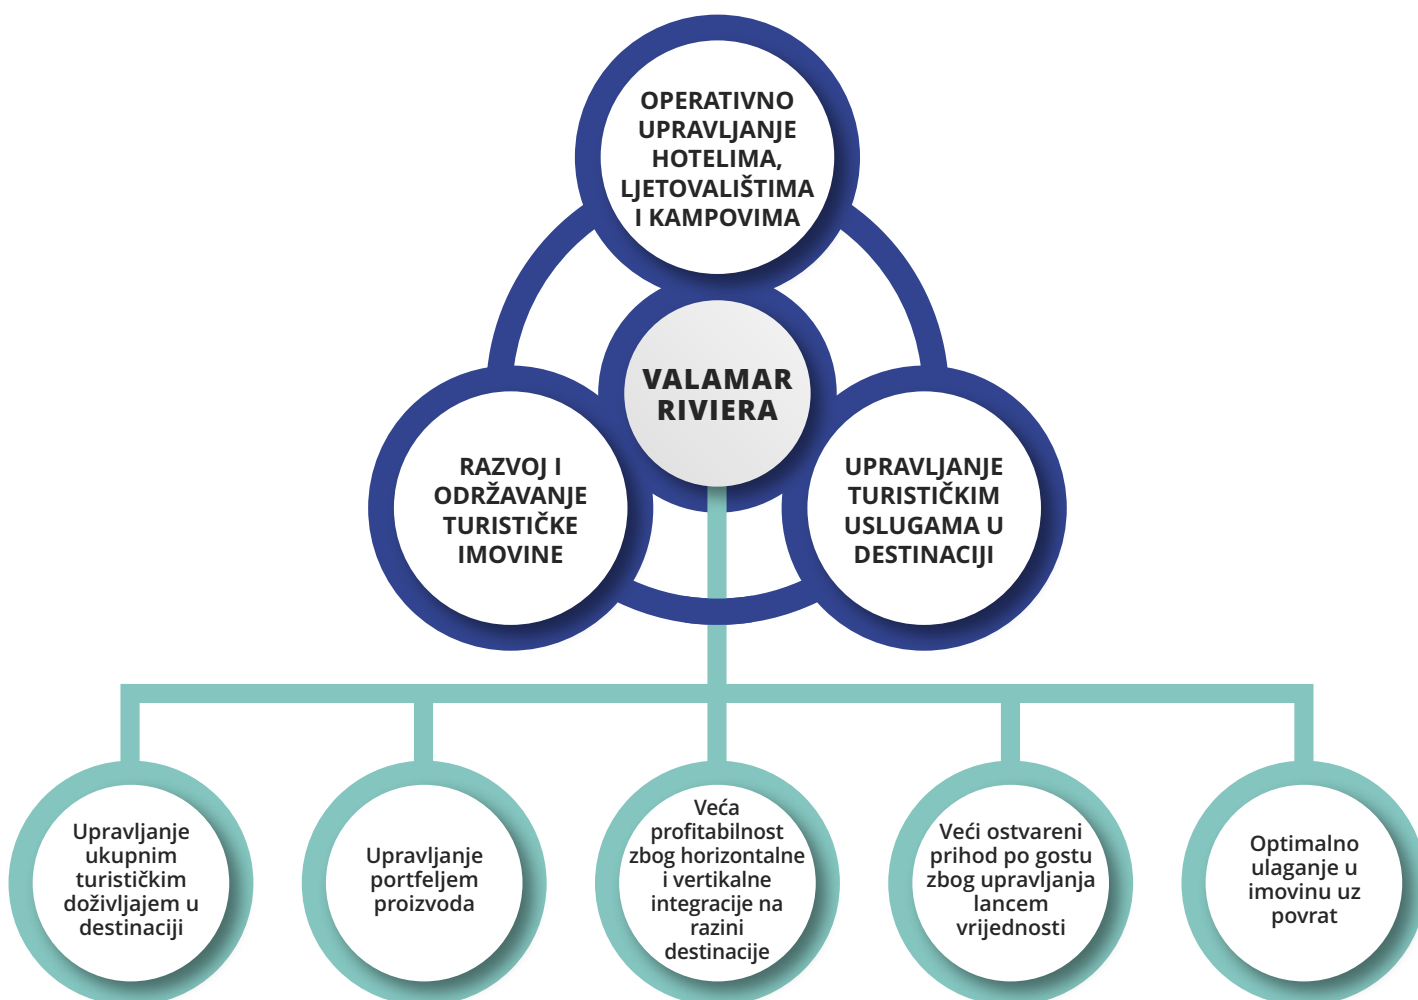 OPERATIVNO
UPRAVLJANJE
HOTELIMA,
LJETOVALIŠTIMA
I KAMPOVIMA
VALAMAR
RIVIERA
RAZVOJ I
ODRŽAVANJE
TURISTIČKE
IMOVINE
UPRAVLJANJE
TURISTIČKIM
USLUGAMA U
DESTINACIJI
Upravljanje
ukupnim
turističkim
doživljajem u
destinaciji
Upravljanje
portfeljem
proizvoda
Veća
profitabilnost
zbog horizontalne
i vertikalne
integracije na
razini
destinacije
Veći ostvareni
prihod po gostu
zbog upravljanja
lancem
vrijednosti
Optimalno
ulaganje u
imovinu uz
povrat